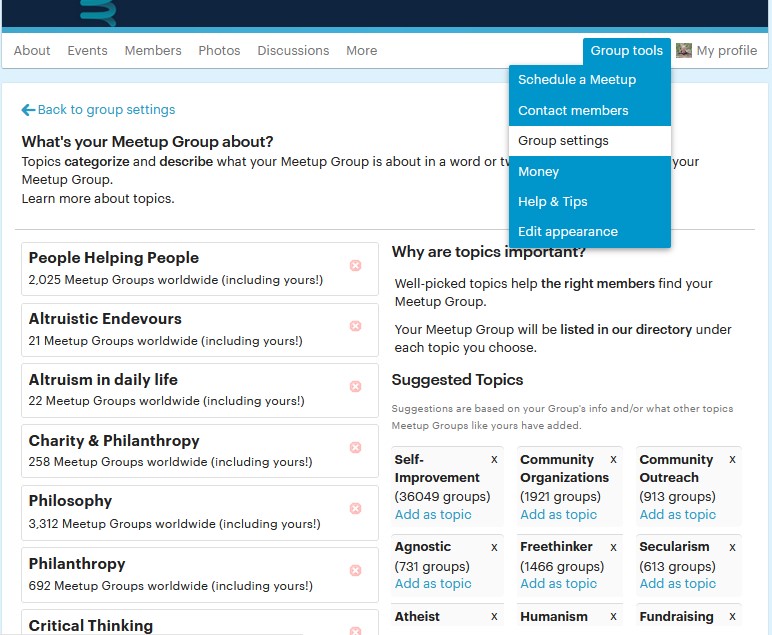 About Events Members Photos Discussions More Group tools My profile
Schedule a Meetup
Contact members
Group settings
Money
Help & Tips
Edit appearance
Back to group settings
What's your Meetup Group about?
Topics categorize and describe what your Meetup Group is about in a word or your
Meetup Group.
Learn more about topics.
People Helping People
2,025 Meetup Groups worldwide (including yours!)
Altruistic Endevours
21 Meetup Groups worldwide (including yours!)
Altruism in daily life
22 Meetup Groups worldwide (including yours!)
Charity & Philanthropy
258 Meetup Groups worldwide (including yours!)
Philosophy
3,312 Meetup Groups worldwide (including yours!)
Philanthropy
692 Meetup Groups worldwide (including yours!)
Critical Thinking
Why are topics important?
Well-picked topics help the right members find your
Meetup Group.
Your Meetup Group will be listed in our directory under
each topic you choose.
Suggested Topics
Suggestions are based on your Group's info and/or what other topics
Meetup Groups like yours have added.
Self- x
Improvement
(36049 groups)
Add as topic
Community x
Organizations
(1921 groups)
Add as topic
Community x
Outreach
(913 groups)
Add as topic
Agnostic x
(731 groups)
Add as topic
Freethinker x
(1466 groups)
Add as topic
Secularism x
(613 groups)
Add as topic
Atheist x
Humanism x
Fundraising x